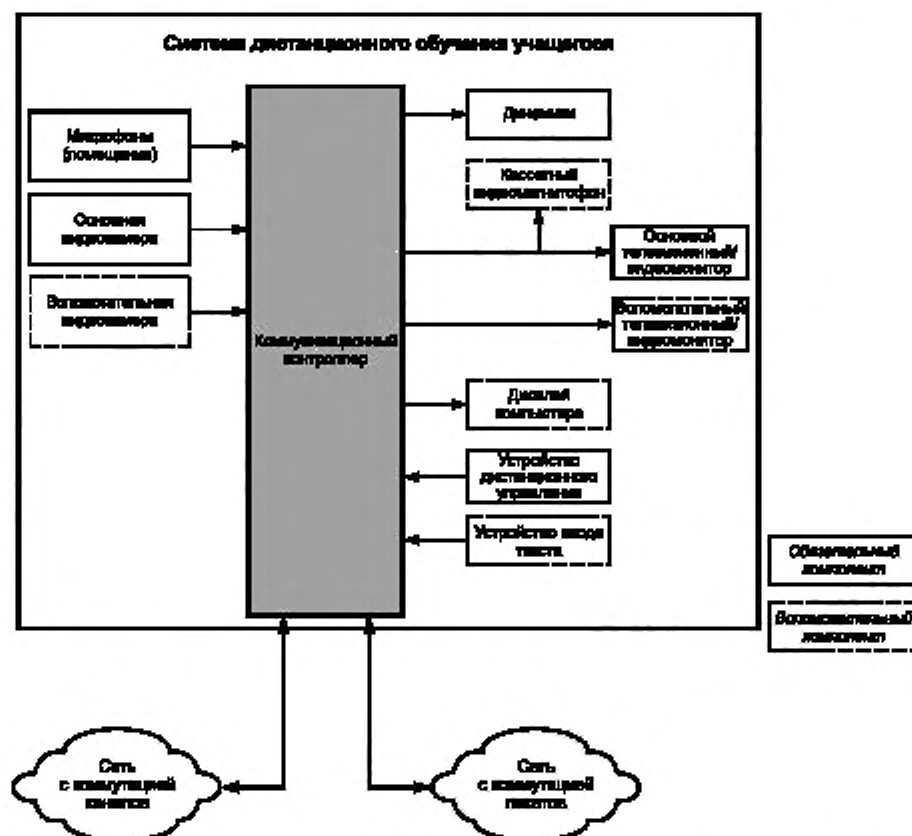 Система дистанционного обучения учащегося
Микрофоны
(помещения)
Основная
видеокамера
Вспомогательная
видеокамера
Коммуникационный
контроллер
Динамики
Кассетный
видеомагнитофон
Основной
телевизионный/
видеомонитор
Вспомогательный
телевизионный/
видеомонитор
Дисплей
компьютера
Устройство
дистанционного
управления
Устройство ввода
текста
Обязательный
компонент
Вспомогательный
компонент
Сеть
с коммутацией
каналов
Сеть
с коммутацией
пакетов